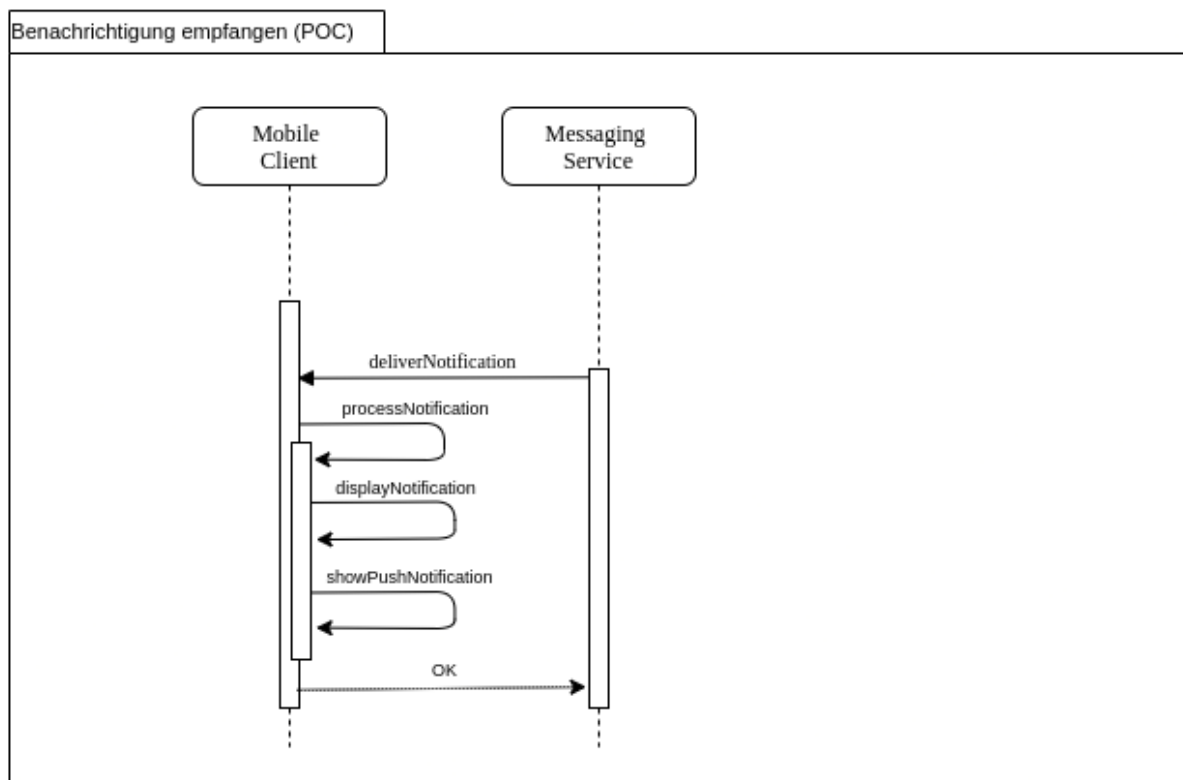 Benachrichtigung empfangen (POC)
Mobile
Client
Messaging
Service
deliverNotification
processNotification
displayNotification
showPushNotification
OK